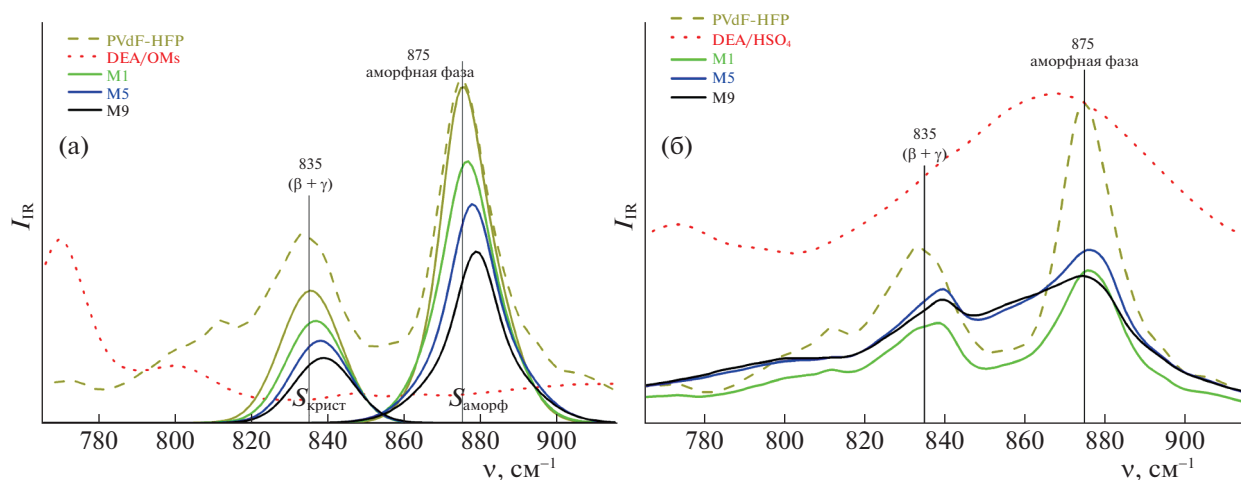 PVdF-HFP
DEA/OMs
M1
M5
M9
(а)
875
аморфная фаза
835
(β + γ)
I_IR
S_крист
S_аморф
780 800 820 840 860 880 900
ν, см⁻¹
PVdF-HFP
DEA/HSO₄
M1
M5
M9
(б)
875
аморфная фаза
835
(β + γ)
I_IR
780 800 820 840 860 880 900
ν, см⁻¹